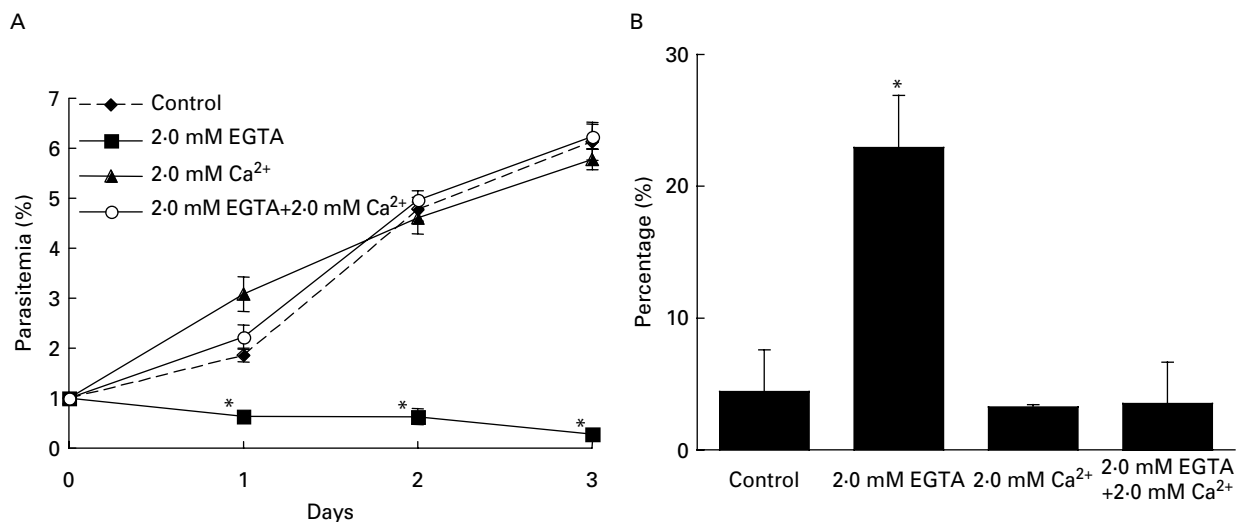 A
Parasitemia (%)
7
6
5
4
3
2
1
0
Control
2·0 mM EGTA
2·0 mM Ca²⁺
2·0 mM EGTA+2·0 mM Ca²⁺
*
*
*
0 1 2 3
Days
B
Percentage (%)
30
20
10
0
*
Control
2·0 mM EGTA
2·0 mM Ca²⁺
2·0 mM EGTA
+2·0 mM Ca²⁺